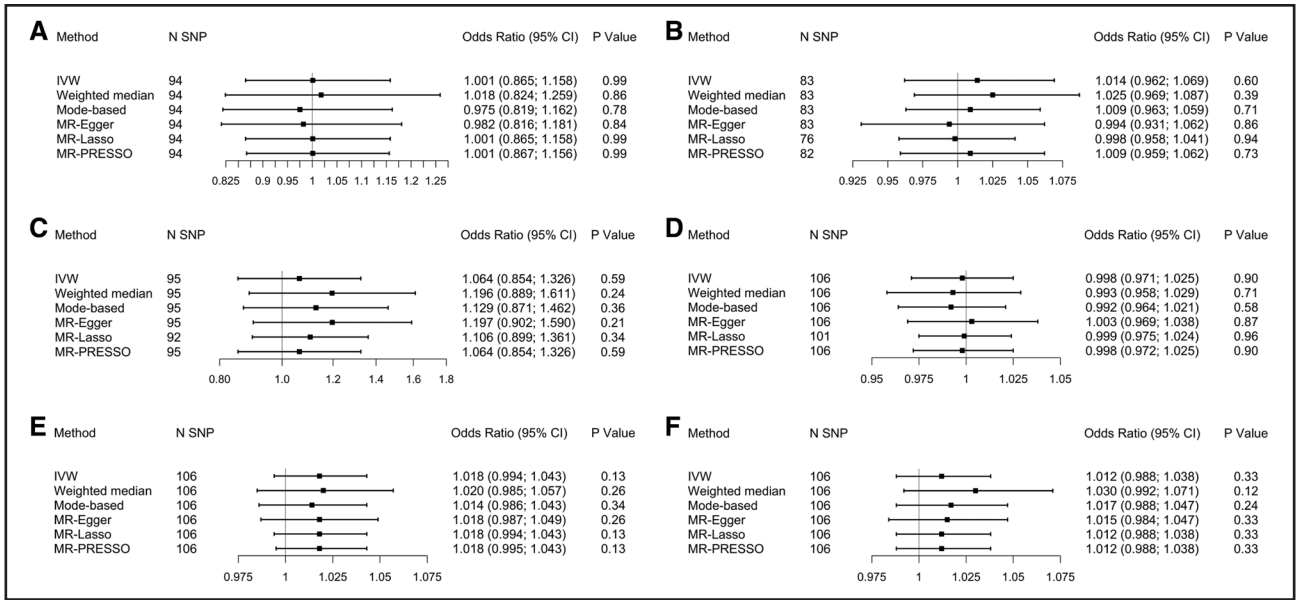 A Method N SNP Odds Ratio (95% CI) P Value
IVW 94 1.001 (0.865; 1.158) 0.99
Weighted median 94 1.018 (0.824; 1.259) 0.86
Mode-based 94 0.975 (0.819; 1.162) 0.78
MR-Egger 94 0.982 (0.816; 1.181) 0.84
MR-Lasso 94 1.001 (0.865; 1.158) 0.99
MR-PRESSO 94 1.001 (0.867; 1.156) 0.99
0.825 0.9 0.95 1 1.05 1.1 1.15 1.2 1.25
B Method N SNP Odds Ratio (95% CI) P Value
IVW 83 1.014 (0.962; 1.069) 0.60
Weighted median 83 1.025 (0.969; 1.087) 0.39
Mode-based 83 1.009 (0.963; 1.059) 0.71
MR-Egger 83 0.994 (0.931; 1.062) 0.86
MR-Lasso 76 0.998 (0.958; 1.041) 0.94
MR-PRESSO 82 1.009 (0.959; 1.062) 0.73
0.925 0.95 0.975 1 1.025 1.05 1.075
C Method N SNP Odds Ratio (95% CI) P Value
IVW 95 1.064 (0.854; 1.326) 0.59
Weighted median 95 1.196 (0.889; 1.611) 0.24
Mode-based 95 1.129 (0.871; 1.462) 0.36
MR-Egger 95 1.197 (0.902; 1.590) 0.21
MR-Lasso 92 1.106 (0.899; 1.361) 0.34
MR-PRESSO 95 1.064 (0.854; 1.326) 0.59
0.80 1.0 1.2 1.4 1.6 1.8
D Method N SNP Odds Ratio (95% CI) P Value
IVW 106 0.998 (0.971; 1.025) 0.90
Weighted median 106 0.993 (0.958; 1.029) 0.71
Mode-based 106 0.992 (0.964; 1.021) 0.58
MR-Egger 106 1.003 (0.969; 1.038) 0.87
MR-Lasso 101 0.999 (0.975; 1.024) 0.96
MR-PRESSO 106 0.998 (0.972; 1.025) 0.90
0.95 0.975 1 1.025 1.05
E Method N SNP Odds Ratio (95% CI) P Value
IVW 106 1.018 (0.994; 1.043) 0.13
Weighted median 106 1.020 (0.985; 1.057) 0.26
Mode-based 106 1.014 (0.986; 1.043) 0.34
MR-Egger 106 1.018 (0.987; 1.049) 0.26
MR-Lasso 106 1.018 (0.994; 1.043) 0.13
MR-PRESSO 106 1.018 (0.995; 1.043) 0.13
0.975 1 1.025 1.05 1.075
F Method N SNP Odds Ratio (95% CI) P Value
IVW 106 1.012 (0.988; 1.038) 0.33
Weighted median 106 1.030 (0.992; 1.071) 0.12
Mode-based 106 1.017 (0.988; 1.047) 0.24
MR-Egger 106 1.015 (0.984; 1.047) 0.33
MR-Lasso 106 1.012 (0.988; 1.038) 0.33
MR-PRESSO 106 1.012 (0.988; 1.038) 0.33
0.975 1 1.025 1.05 1.075